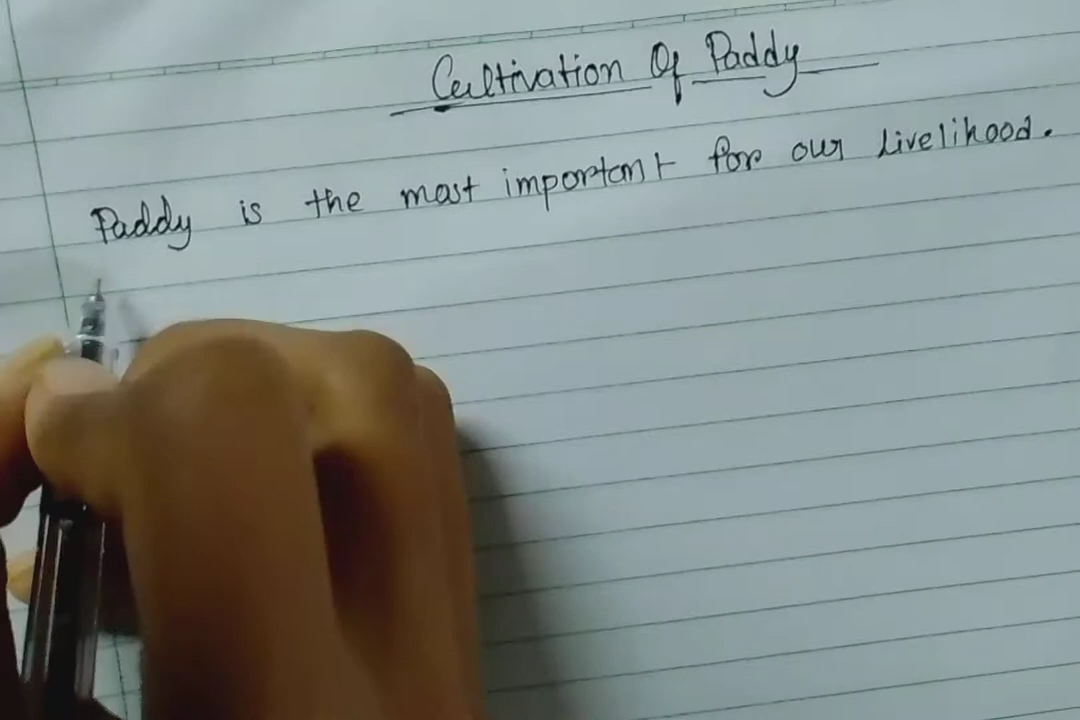 Cultivation Of Paddy
Paddy is the most important for our livelihood.